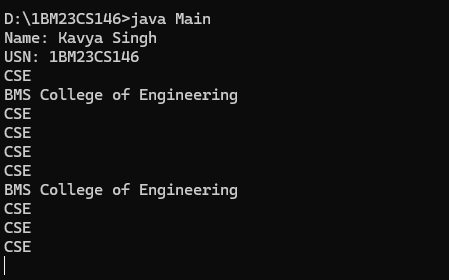 D:\1BM23CS146>java Main
Name: Kavya Singh
USN: 1BM23CS146
CSE
BMS College of Engineering
CSE
CSE
CSE
CSE
BMS College of Engineering
CSE
CSE
CSE